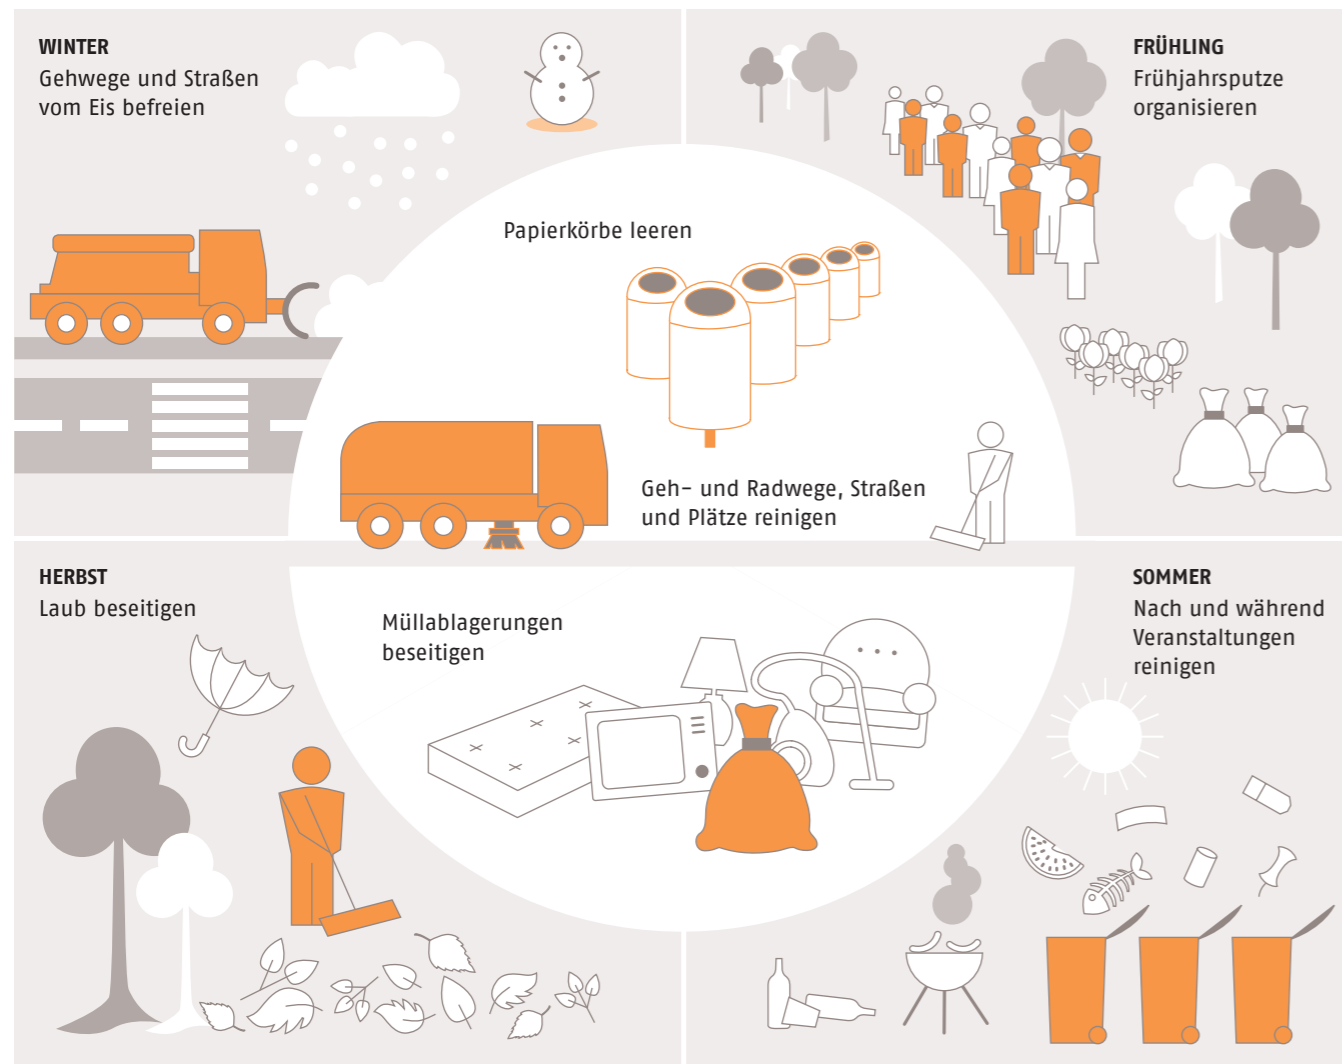 WINTER
Gehwege und Straßen
vom Eis befreien
FRÜHLING
Frühjahrsputze
organisieren
Papierkörbe leeren
Geh- und Radwege, Straßen
und Plätze reinigen
HERBST
Laub beseitigen
Müllablagerungen
beseitigen
SOMMER
Nach und während
Veranstaltungen
reinigen